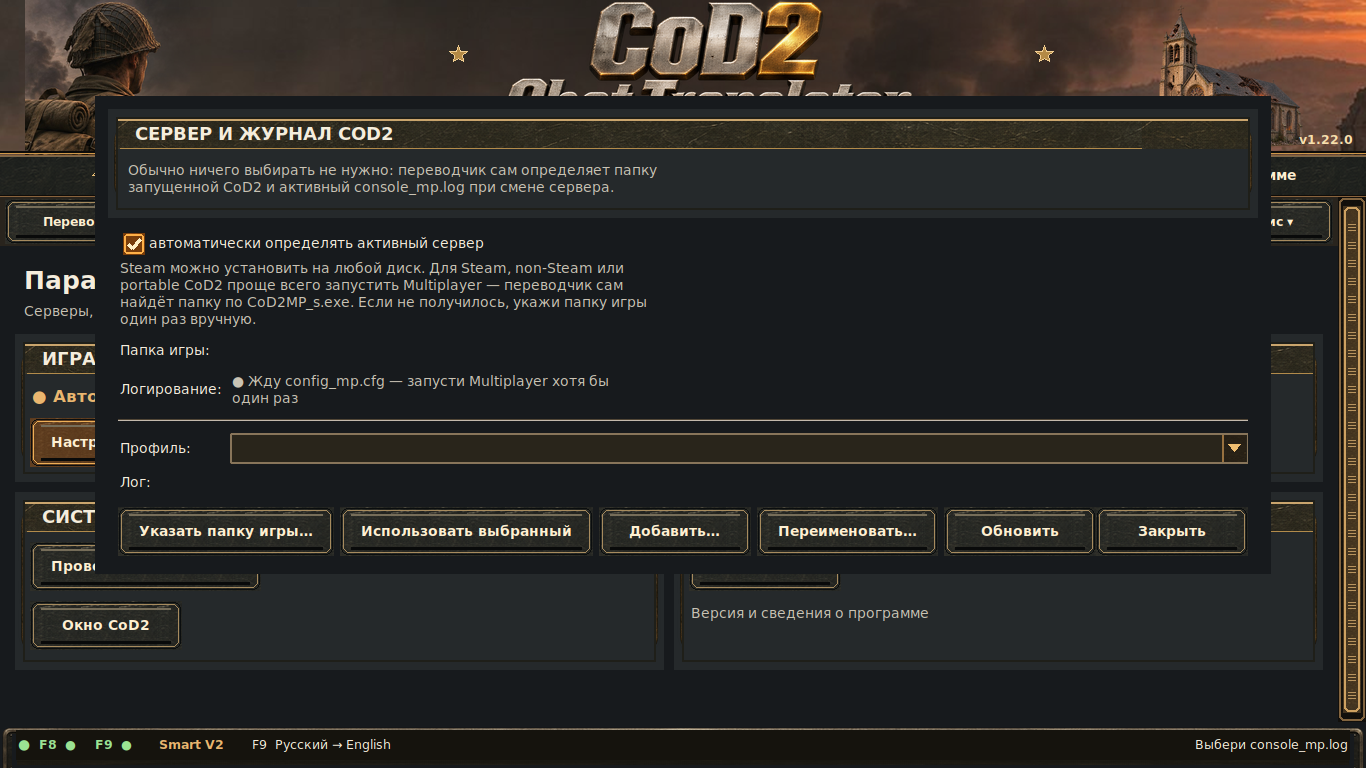 CoD2
Chat Translator
v1.22.0
СЕРВЕР И ЖУРНАЛ COD2
Обычно ничего выбирать не нужно: переводчик сам определяет папку
запущенной CoD2 и активный console_mp.log при смене сервера.
Перево
автоматически определять активный сервер
Steam можно установить на любой диск. Для Steam, non-Steam или
portable CoD2 проще всего запустить Multiplayer — переводчик сам
найдёт папку по CoD2MP_s.exe. Если не получилось, укажи папку игры
один раз вручную.
Пара
Серверы,
Папка игры:
ИГРА
Логирование: ● Жду config_mp.cfg — запусти Multiplayer хотя бы
один раз
● Авто
Настр
Профиль:
Лог:
СИСТ
Указать папку игры... Использовать выбранный Добавить... Переименовать... Обновить Закрыть
Прове
Окно CoD2
Версия и сведения о программе
● F8 ● F9 ● Smart V2 F9 Русский → English Выбери console_mp.log